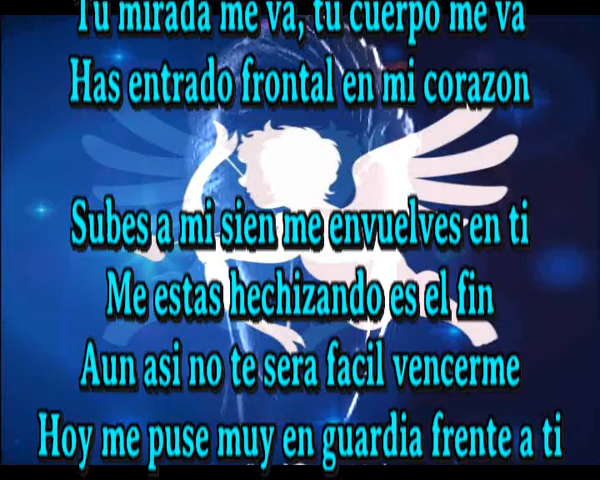 Tu mirada me va, tu cuerpo me va
Has entrado frontal en mi corazon
Subes a mi sien me envuelves en ti
Me estas hechizando es el fin
Aun asi no te sera facil vencerme
Hoy me puse muy en guardia frente a ti